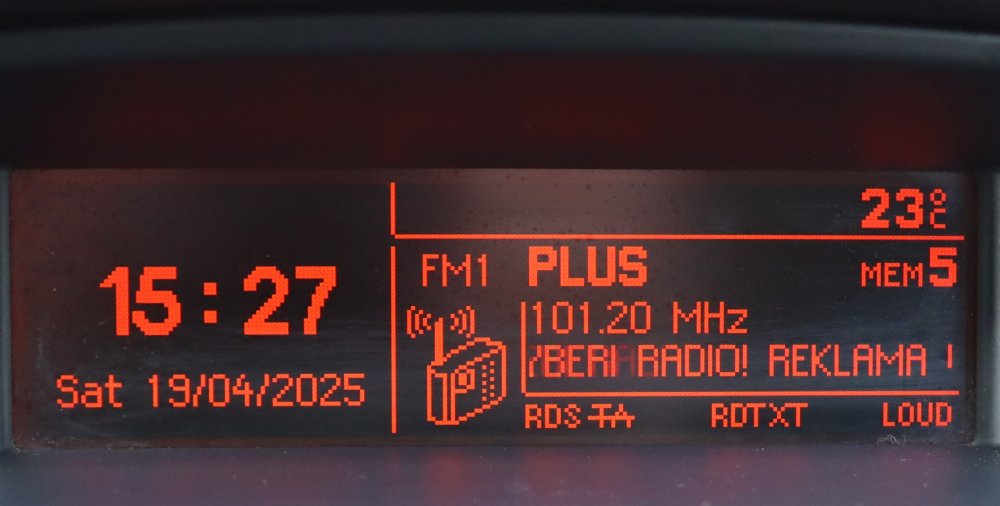 23°C
15:27
FM1 PLUS MEM5
101.20 MHz
RADIO! REKLAMA
Sat 19/04/2025
RDS TA RDTXT LOUD